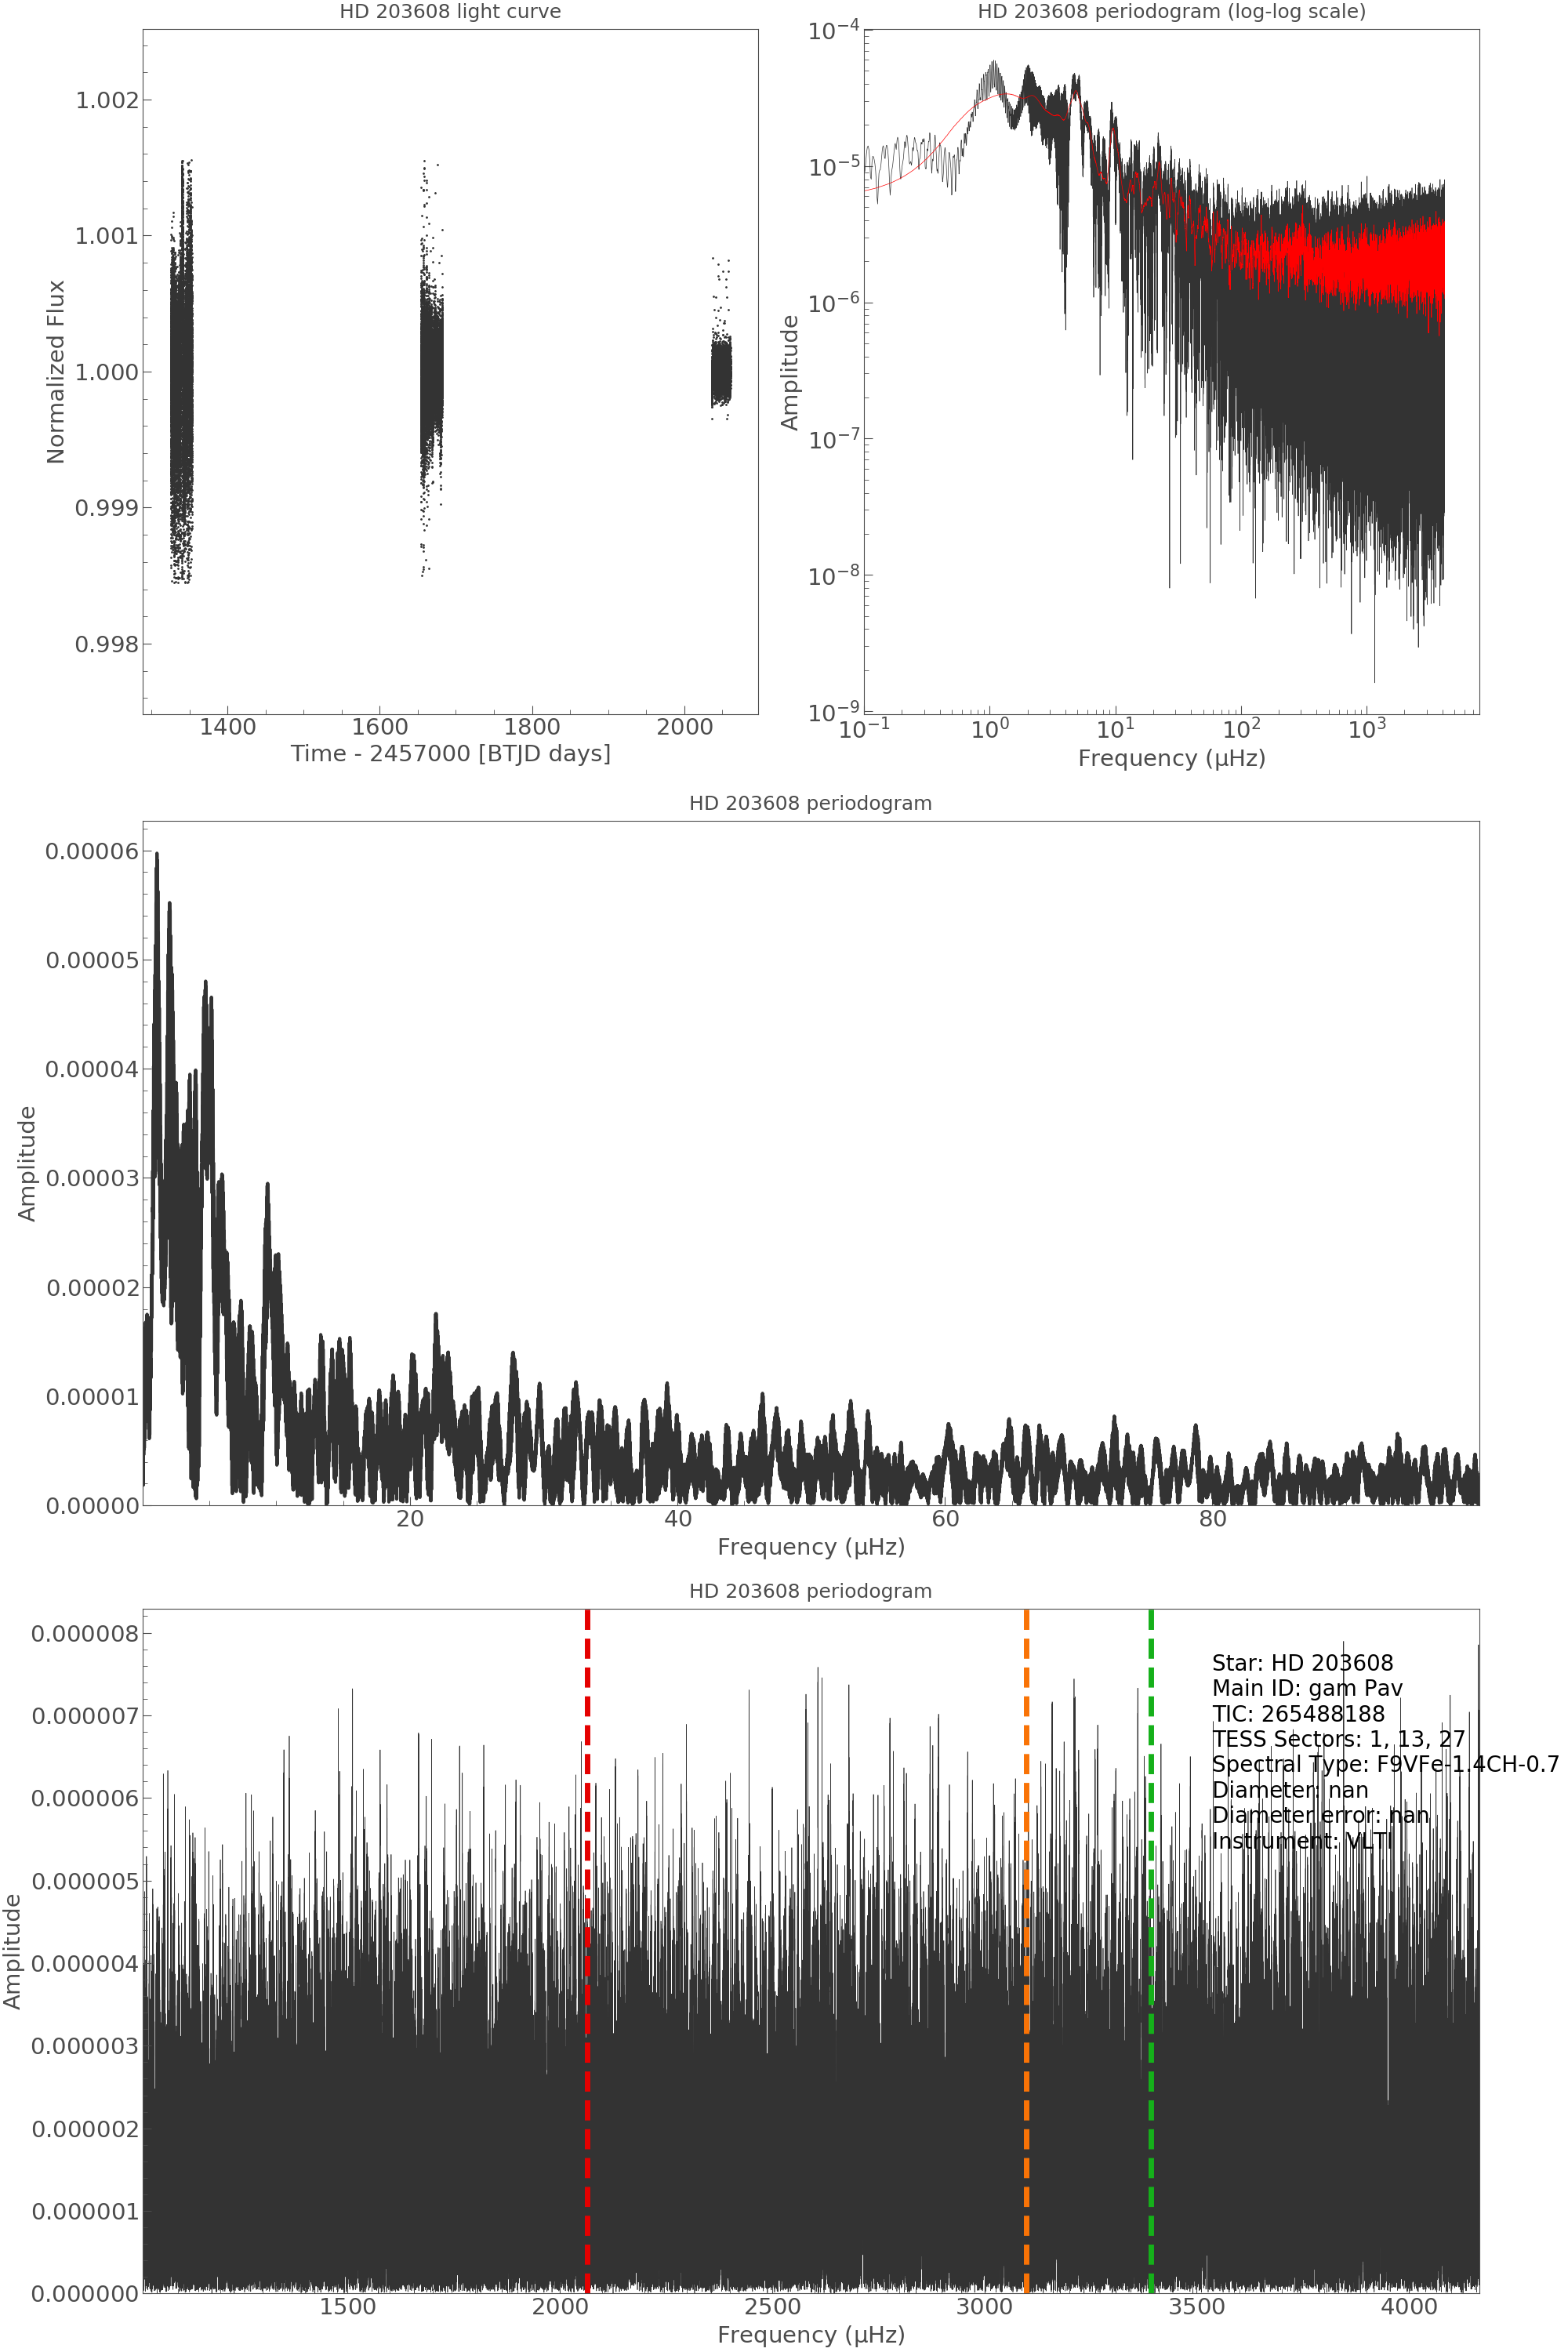 HD 203608 light curve
HD 203608 periodogram (log-log scale)
Normalized Flux
1.002
1.001
1.000
0.999
0.998
1400 1600 1800 2000
Time - 2457000 [BTJD days]
Amplitude
10⁻⁴
10⁻⁵
10⁻⁶
10⁻⁷
10⁻⁸
10⁻⁹
10⁻¹ 10⁰ 10¹ 10² 10³
Frequency (µHz)
HD 203608 periodogram
Amplitude
0.00006
0.00005
0.00004
0.00003
0.00002
0.00001
0.00000
20 40 60 80
Frequency (µHz)
HD 203608 periodogram
Amplitude
0.000008
0.000007
0.000006
0.000005
0.000004
0.000003
0.000002
0.000001
0.000000
Star: HD 203608
Main ID: gam Pav
TIC: 265488188
TESS Sectors: 1, 13, 27
Spectral Type: F9VFe-1.4CH-0.7
Diameter: nan
Diameter error: nan
Instrument: VLTI
1500 2000 2500 3000 3500 4000
Frequency (µHz)